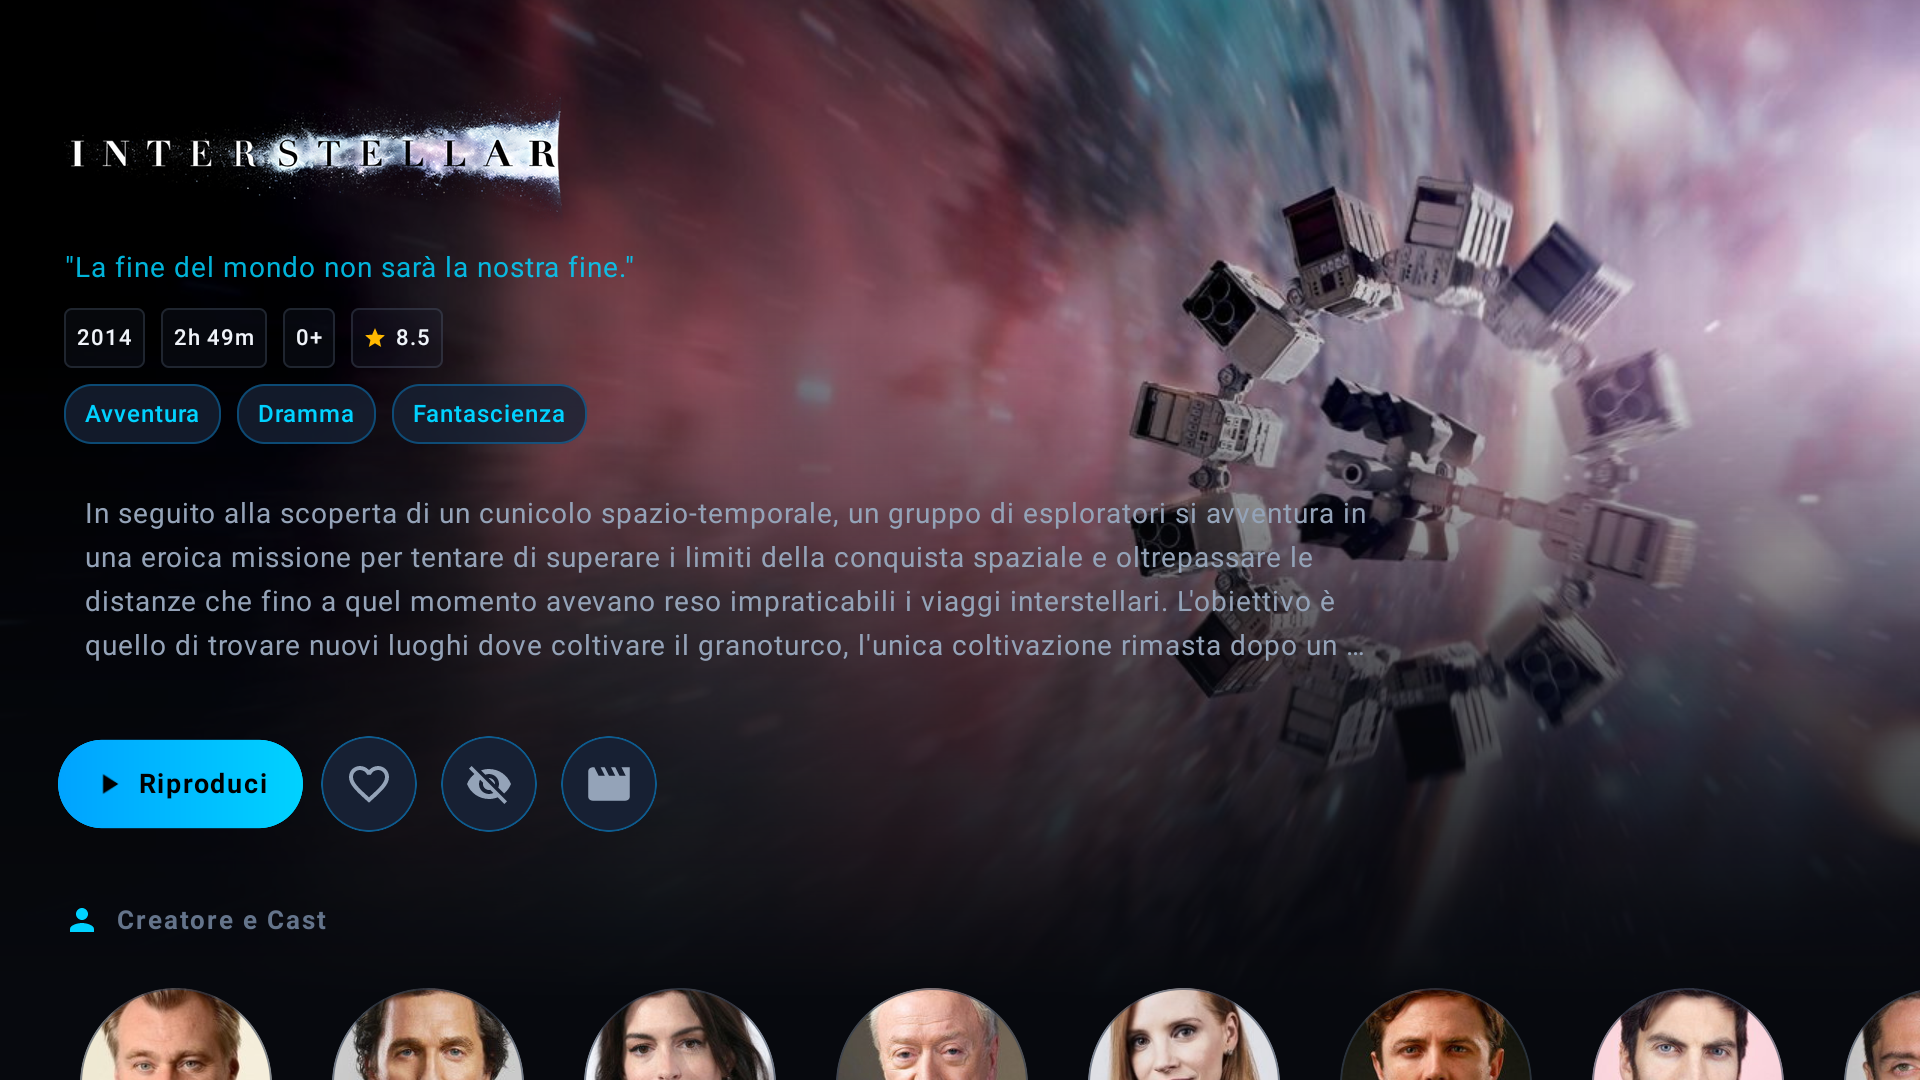 INTERSTELLAR
"La fine del mondo non sarà la nostra fine."
2014 2h 49m 0+ 8.5
Avventura Dramma Fantascienza
In seguito alla scoperta di un cunicolo spazio-temporale, un gruppo di esploratori si avventura in
una eroica missione per tentare di superare i limiti della conquista spaziale e oltrepassare le
distanze che fino a quel momento avevano reso impraticabili i viaggi interstellari. L'obiettivo è
quello di trovare nuovi luoghi dove coltivare il granoturco, l'unica coltivazione rimasta dopo un …
Riproduci
Creatore e Cast